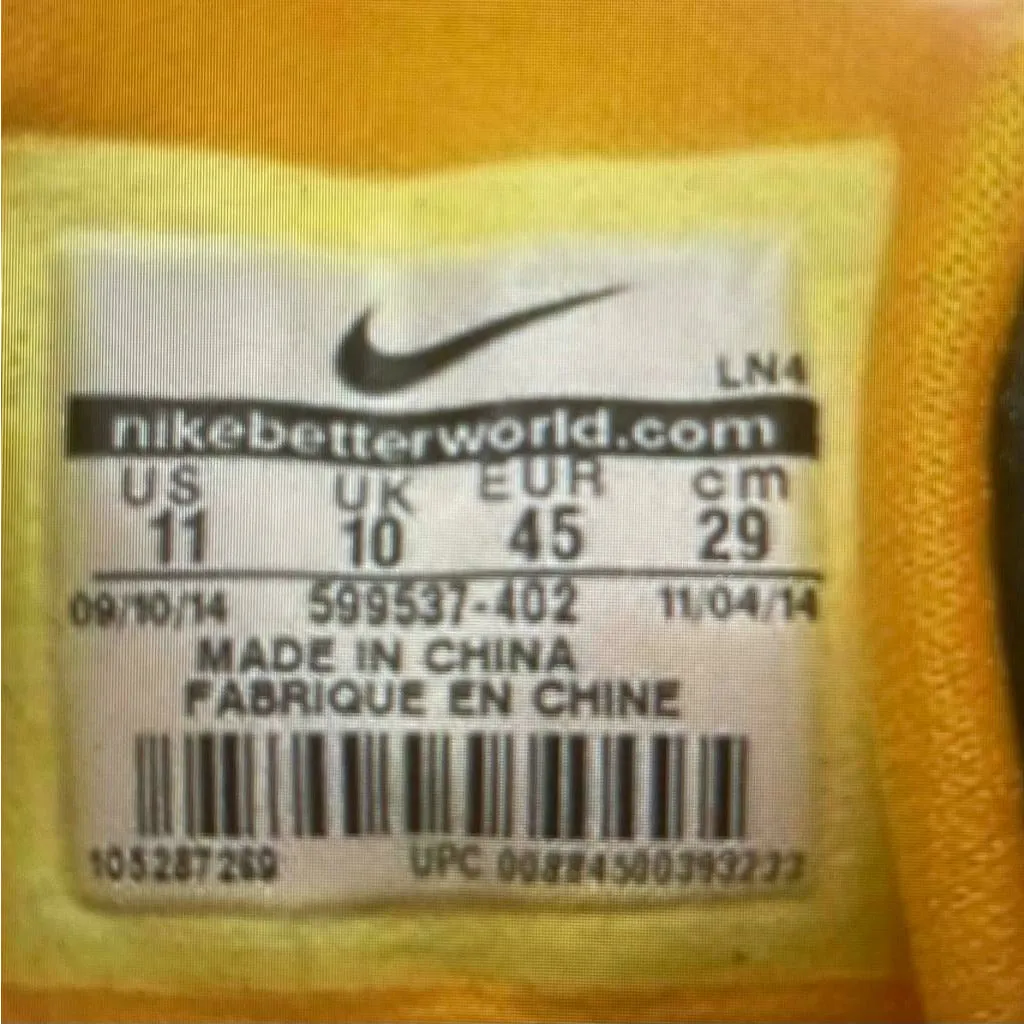 LN4
nikebetterworld.com
US UK EUR cm
11 10 45 29
09/10/14 599537-402 11/04/14
MADE IN CHINA
FABRIQUE EN CHINE
105287269 UPC